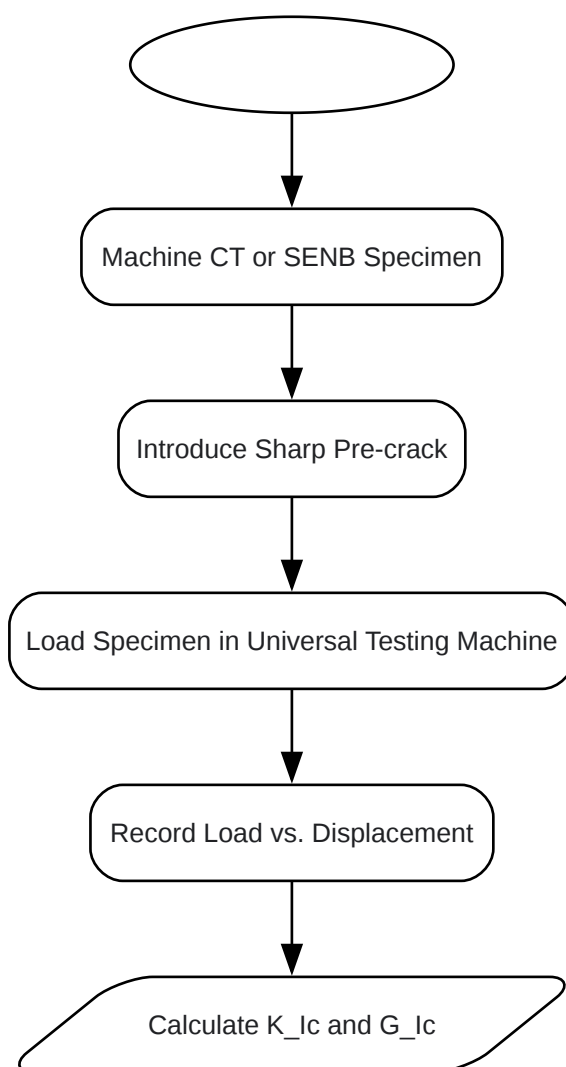 Machine CT or SENB Specimen
Introduce Sharp Pre-crack
Load Specimen in Universal Testing Machine
Record Load vs. Displacement
Calculate K_Ic and G_Ic